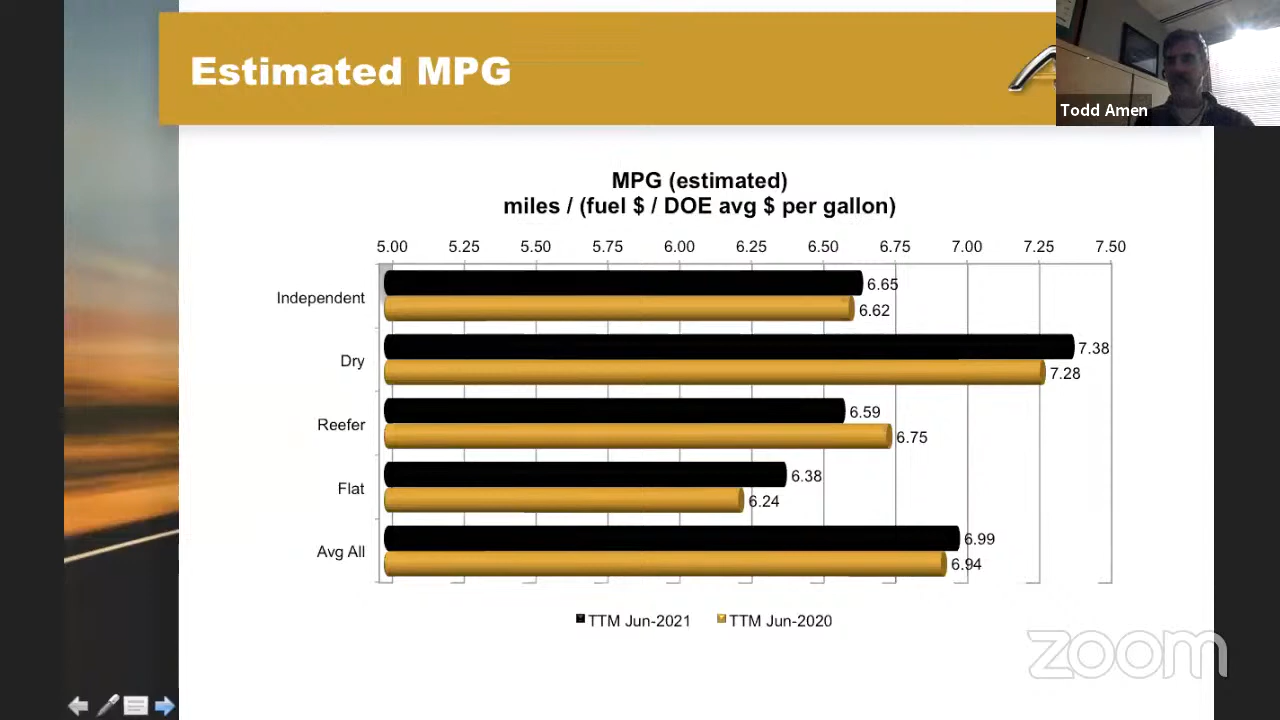 Estimated MPG
Todd Amen
MPG (estimated)
miles / (fuel $ / DOE avg $ per gallon)
5.00 5.25 5.50 5.75 6.00 6.25 6.50 6.75 7.00 7.25 7.50
Independent 6.65
6.62
Dry 7.38
7.28
Reefer 6.59
6.75
Flat 6.38
6.24
Avg All 6.99
6.94
TTM Jun-2021 TTM Jun-2020
zoom